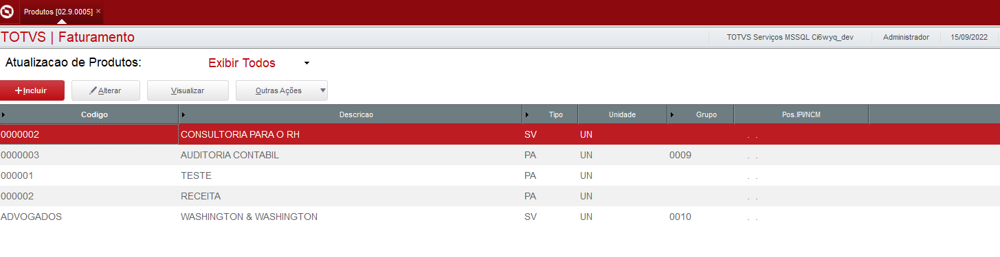 Produtos [02.9.0005] ×
TOTVS | Faturamento TOTVS Serviços MSSQL Ci6wyq_dev Administrador 15/09/2022
Atualizacao de Produtos: Exibir Todos
+Incluir Alterar Visualizar Outras Ações
Codigo Descricao Tipo Unidade Grupo Pos.IPI/NCM
0000002 CONSULTORIA PARA O RH SV UN . .
0000003 AUDITORIA CONTABIL PA UN 0009 . .
000001 TESTE PA UN . .
000002 RECEITA PA UN . .
ADVOGADOS WASHINGTON & WASHINGTON SV UN 0010 . .